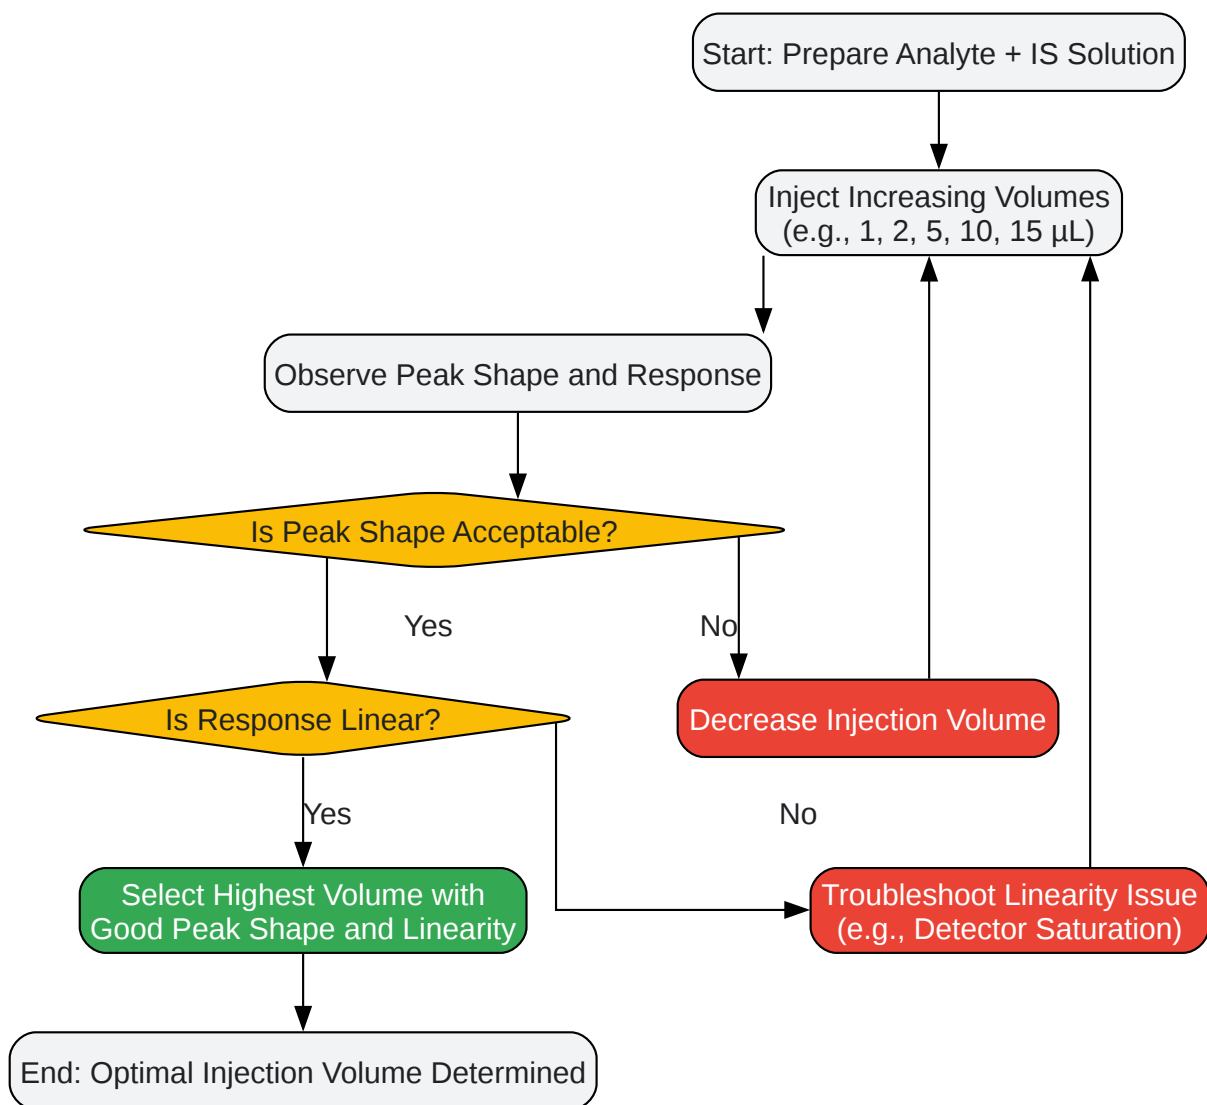 Start: Prepare Analyte + IS Solution
Inject Increasing Volumes
(e.g., 1, 2, 5, 10, 15 µL)
Observe Peak Shape and Response
Is Peak Shape Acceptable?
Yes
No
Is Response Linear?
Decrease Injection Volume
Yes
No
Select Highest Volume with
Good Peak Shape and Linearity
Troubleshoot Linearity Issue
(e.g., Detector Saturation)
End: Optimal Injection Volume Determined